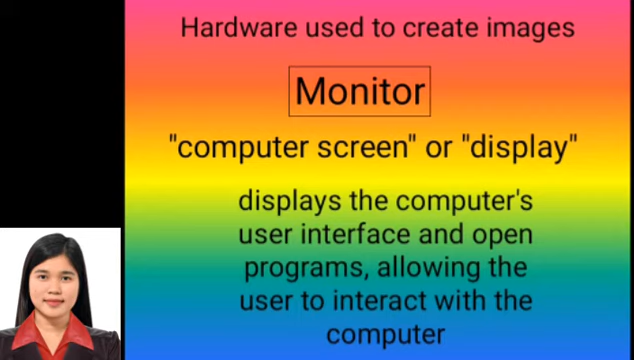 Hardware used to create images
Monitor
"computer screen" or "display"
displays the computer's
user interface and open
programs, allowing the
user to interact with the
computer